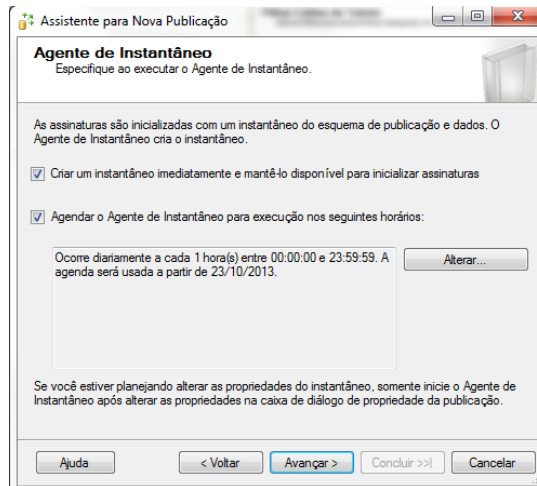 Assistente para Nova Publicação
Agente de Instantâneo
Especifique ao executar o Agente de Instantâneo.
As assinaturas são inicializadas com um instantâneo do esquema de publicação e dados. O
Agente de Instantâneo cria o instantâneo.
Criar um instantâneo imediatamente e mantê-lo disponível para inicializar assinaturas
Agendar o Agente de Instantâneo para execução nos seguintes horários:
Ocorre diariamente a cada 1 hora(s) entre 00:00:00 e 23:59:59. A
agenda será usada a partir de 23/10/2013.
Alterar...
Se você estiver planejando alterar as propriedades do instantâneo, somente inicie o Agente de
Instantâneo após alterar as propriedades na caixa de diálogo de propriedade da publicação.
Ajuda
< Voltar
Avançar >
Concluir >>|
Cancelar